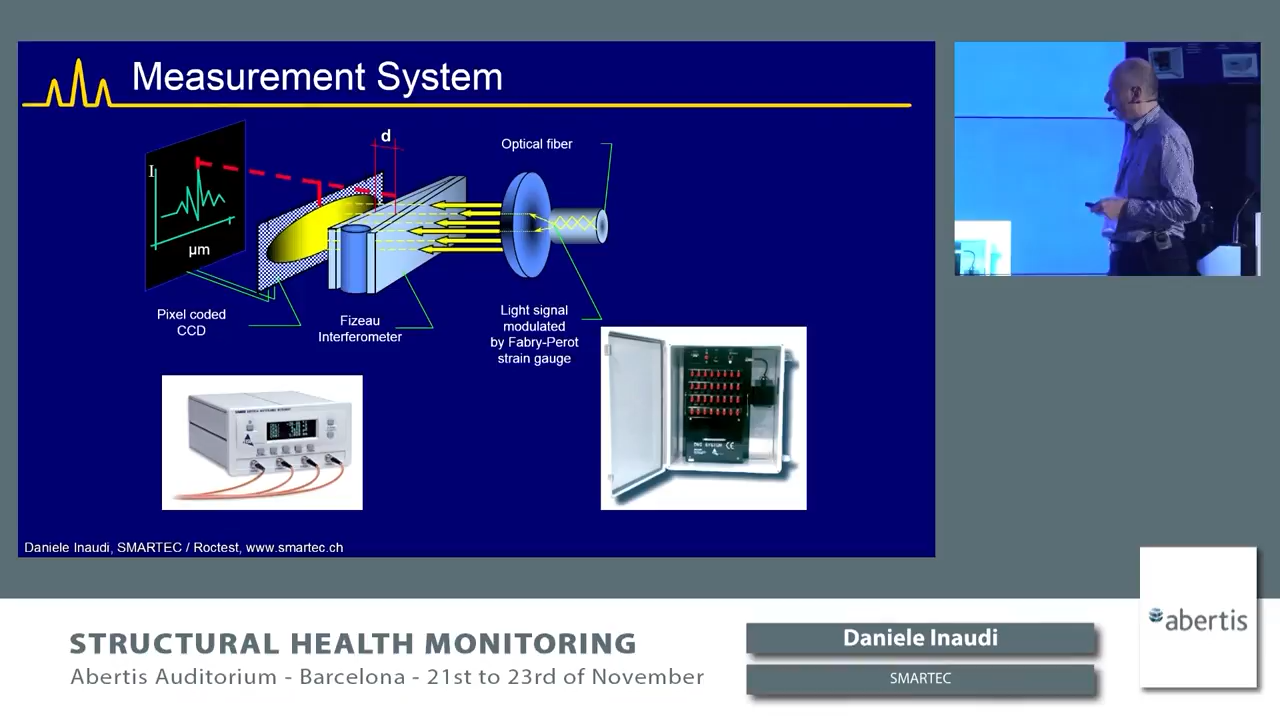 Measurement System
d
Optical fiber
I
µm
Pixel coded
CCD
Fizeau
Interferometer
Light signal
modulated
by Fabry-Perot
strain gauge
Daniele Inaudi, SMARTEC / Roctest, www.smartec.ch
STRUCTURAL HEALTH MONITORING
Abertis Auditorium - Barcelona - 21st to 23rd of November
Daniele Inaudi
SMARTEC
abertis